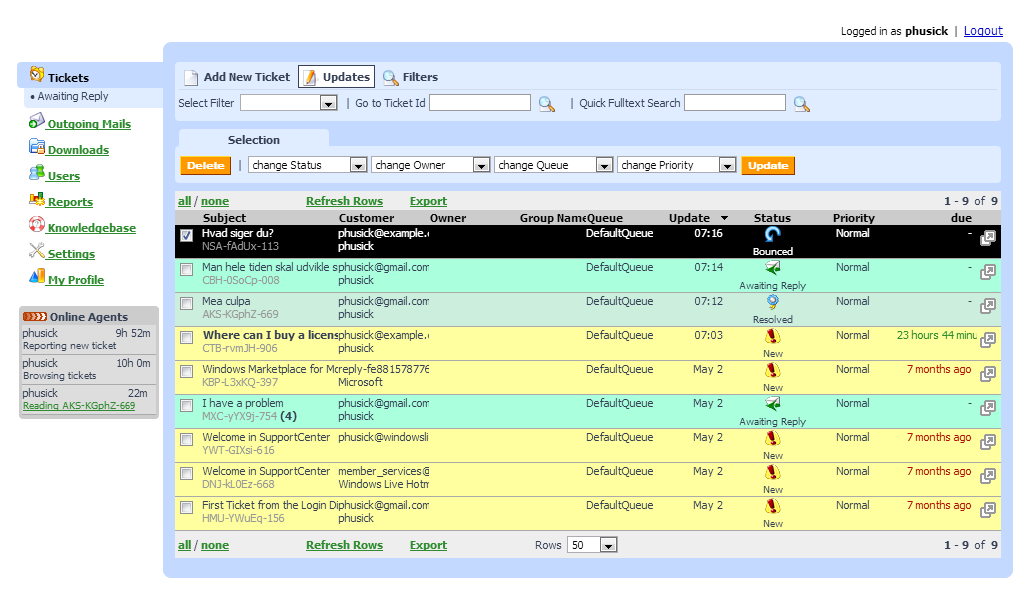 Logged in as phusick | Logout
Tickets
• Awaiting Reply
Outgoing Mails
Downloads
Users
Reports
Knowledgebase
Settings
My Profile
Online Agents
phusick 9h 52m
Reporting new ticket
phusick 10h 0m
Browsing tickets
phusick 22m
Reading AKS-KGphZ-669
Add New Ticket Updates Filters
Select Filter | Go to Ticket Id | Quick Fulltext Search
Selection
Delete | change Status change Owner change Queue change Priority Update
all / none Refresh Rows Export 1 - 9 of 9
Subject Customer Owner Group Name Queue Update Status Priority due
Hvad siger du? phusick@example. DefaultQueue 07:16 Normal -
NSA-fAdUx-113 phusick Bounced
Man hele tiden skal udvikle s phusick@gmail.com DefaultQueue 07:14 Normal -
CBH-0SoCp-008 phusick Awaiting Reply
Mea culpa phusick@gmail.com DefaultQueue 07:12 Normal -
AKS-KGphZ-669 phusick Resolved
Where can I buy a licens phusick@example. DefaultQueue 07:03 Normal 23 hours 44 minu
CTB-rvmJH-906 phusick New
Windows Marketplace for Mo reply-fe881578776 DefaultQueue May 2 Normal 7 months ago
KBP-L3xKQ-397 Microsoft New
I have a problem phusick@gmail.com DefaultQueue May 2 Normal -
MXC-yYX9j-754 (4) phusick Awaiting Reply
Welcome in SupportCenter phusick@windowsli DefaultQueue May 2 Normal 7 months ago
YWT-GIXsi-616 New
Welcome in SupportCenter member_services@ DefaultQueue May 2 Normal 7 months ago
DNJ-kL0Ez-668 Windows Live Hotm New
First Ticket from the Login Di phusick@gmail.com DefaultQueue May 2 Normal 7 months ago
HMU-YWuEq-156 phusick New
all / none Refresh Rows Export Rows 50 1 - 9 of 9